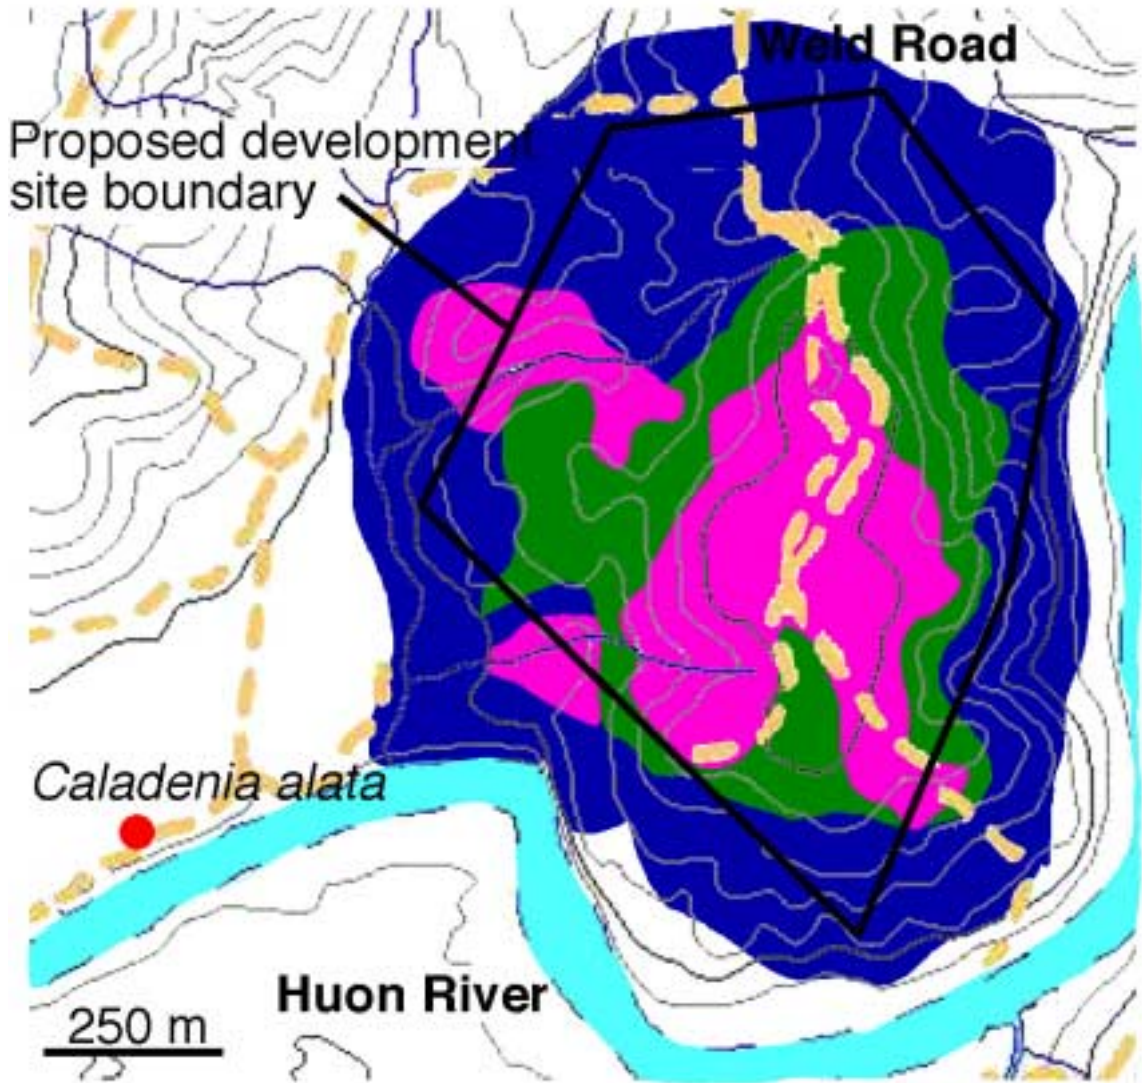 Weld Road
Proposed development
site boundary
Caladenia alata
Huon River
250 m